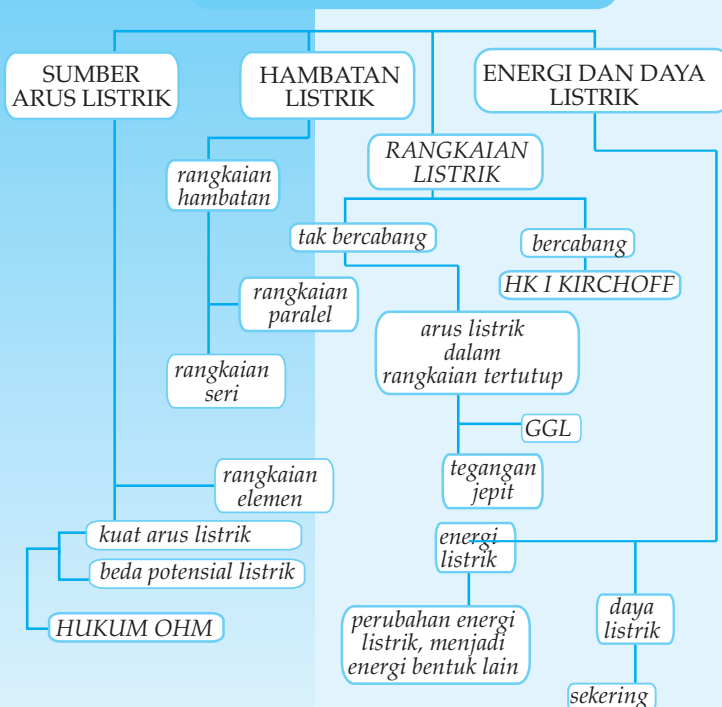 SUMBER
ARUS LISTRIK
HAMBATAN
LISTRIK
ENERGI DAN DAYA
LISTRIK
RANGKAIAN
LISTRIK
rangkaian
hambatan
tak bercabang
bercabang
HK I KIRCHOFF
rangkaian
paralel
arus listrik
dalam
rangkaian tertutup
rangkaian
seri
GGL
tegangan
jepit
rangkaian
elemen
kuat arus listrik
beda potensial listrik
HUKUM OHM
energi
listrik
perubahan energi
listrik, menjadi
energi bentuk lain
daya
listrik
sekering